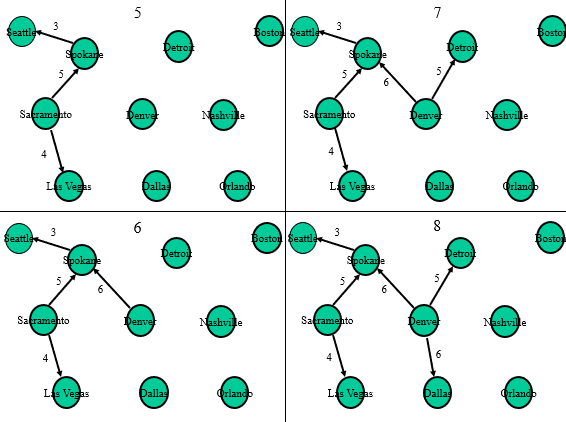 5
Seattle
3
Spokane
Detroit
Boston
5
Sacramento
Denver
Nashville
4
Las Vegas
Dallas
Orlando
7
Seattle
3
Spokane
Detroit
Boston
5
6
5
Sacramento
Denver
Nashville
4
Las Vegas
Dallas
Orlando
6
Seattle
3
Spokane
Detroit
Boston
5
6
Sacramento
Denver
Nashville
4
Las Vegas
Dallas
Orlando
8
Seattle
3
Spokane
Detroit
Boston
5
6
5
Sacramento
Denver
Nashville
4
6
Las Vegas
Dallas
Orlando